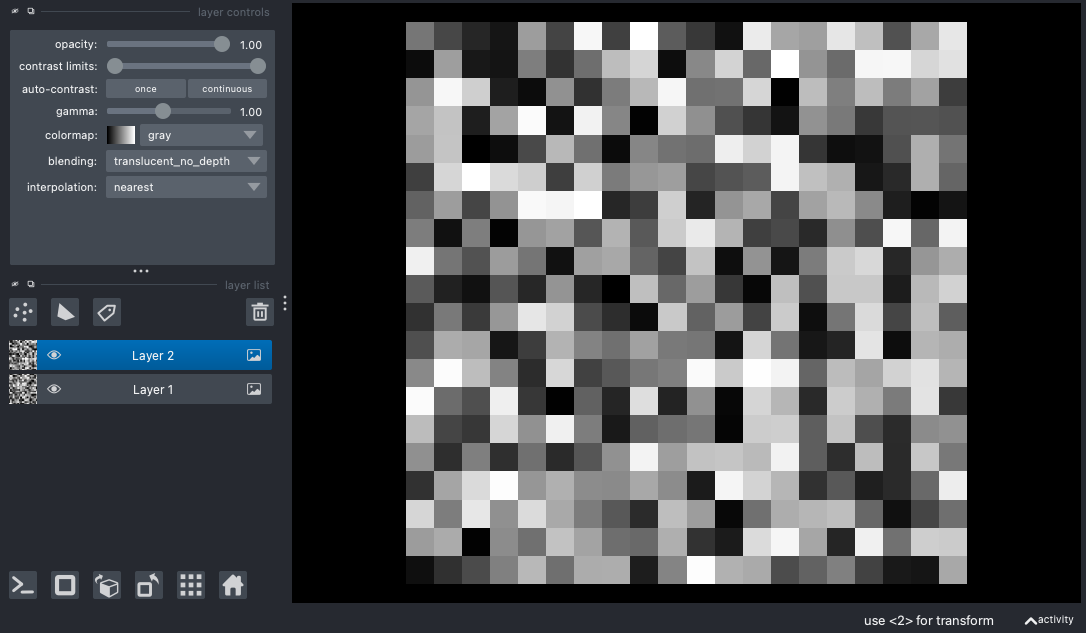 layer controls
opacity: 1.00
contrast limits:
auto-contrast: once continuous
gamma: 1.00
colormap: gray
blending: translucent_no_depth
interpolation: nearest
layer list
Layer 2
Layer 1
use <2> for transform activity